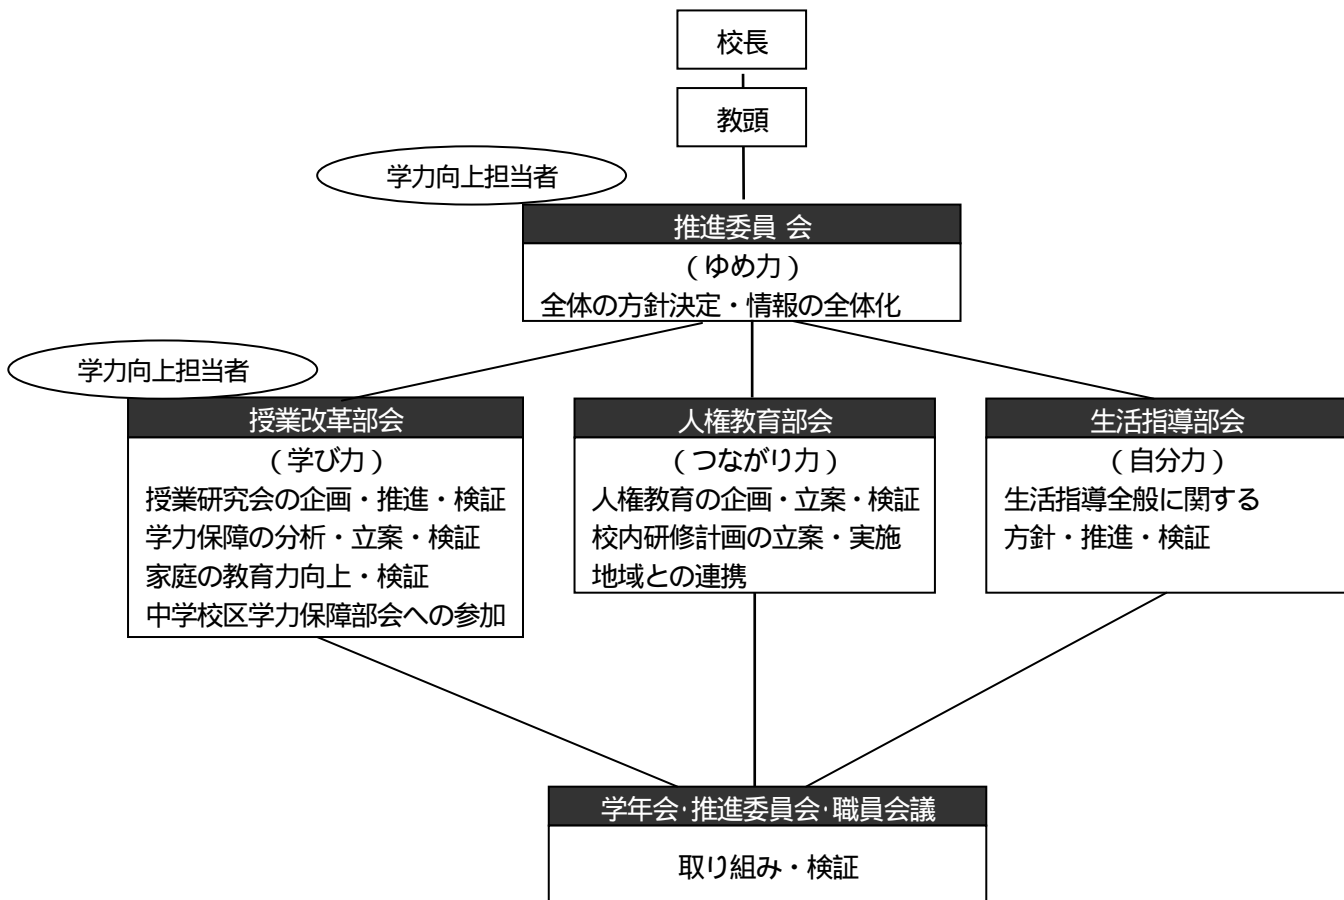 校長
教頭
学力向上担当者
推進委員 会
（ゆめ力）
全体の方針決定・情報の全体化
学力向上担当者
授業改革部会
（学び力）
授業研究会の企画・推進・検証
学力保障の分析・立案・検証
家庭の教育力向上・検証
中学校区学力保障部会への参加
人権教育部会
（つながり力）
人権教育の企画・立案・検証
校内研修計画の立案・実施
地域との連携
生活指導部会
（自分力）
生活指導全般に関する
方針・推進・検証
学年会・推進委員会・職員会議
取り組み・検証